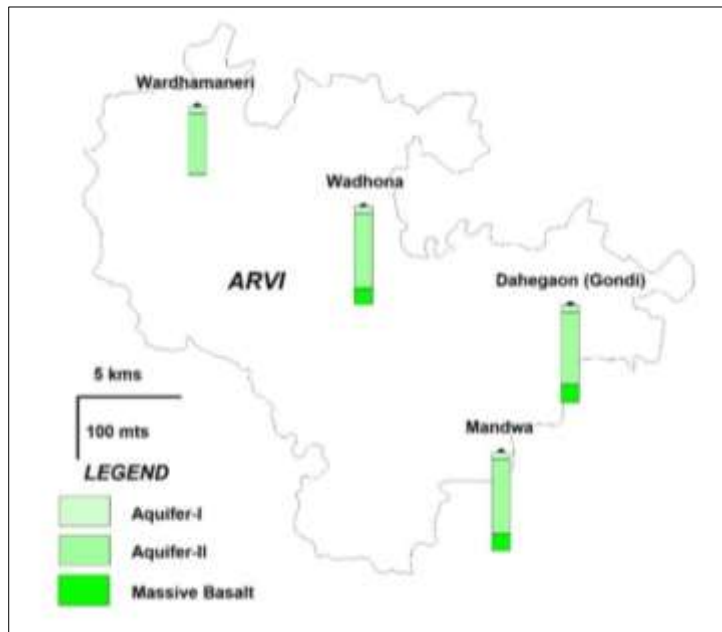 Wardhamaneri
Wadhona
ARVI
Dahegaon (Gondi)
5 kms
100 mts
Mandwa
LEGEND
Aquifer-I
Aquifer-II
Massive Basalt